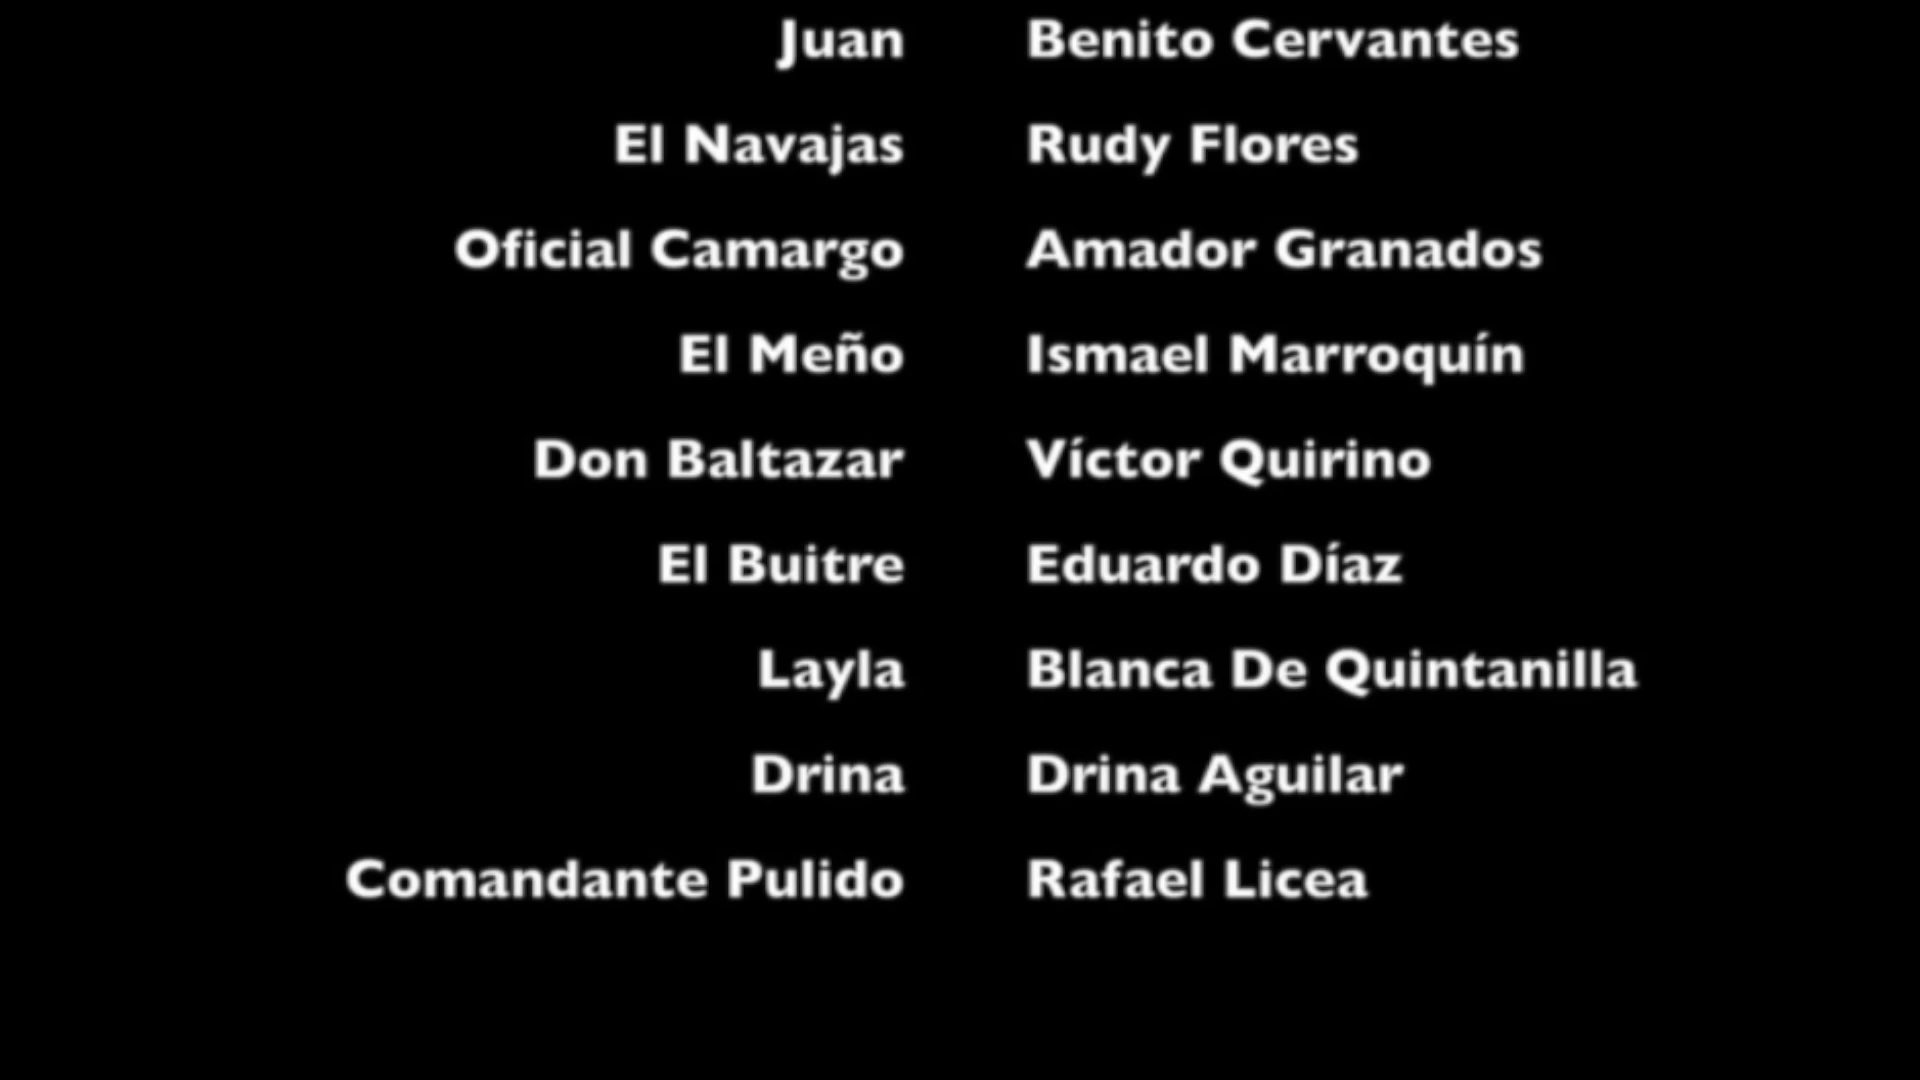 Juan Benito Cervantes
El Navajas Rudy Flores
Oficial Camargo Amador Granados
El Meño Ismael Marroquín
Don Baltazar Víctor Quirino
El Buitre Eduardo Díaz
Layla Blanca De Quintanilla
Drina Drina Aguilar
Comandante Pulido Rafael Licea